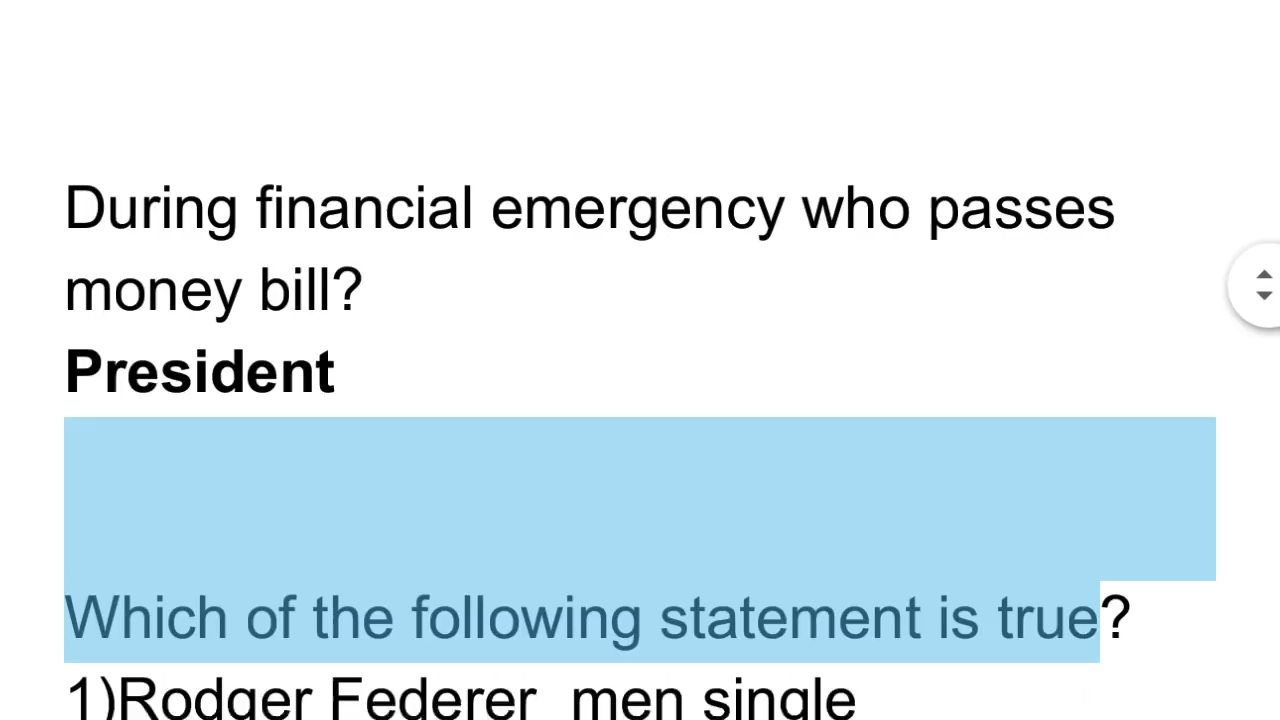 During financial emergency who passes
money bill?
President
Which of the following statement is true?
1)Rodger Federer  men single